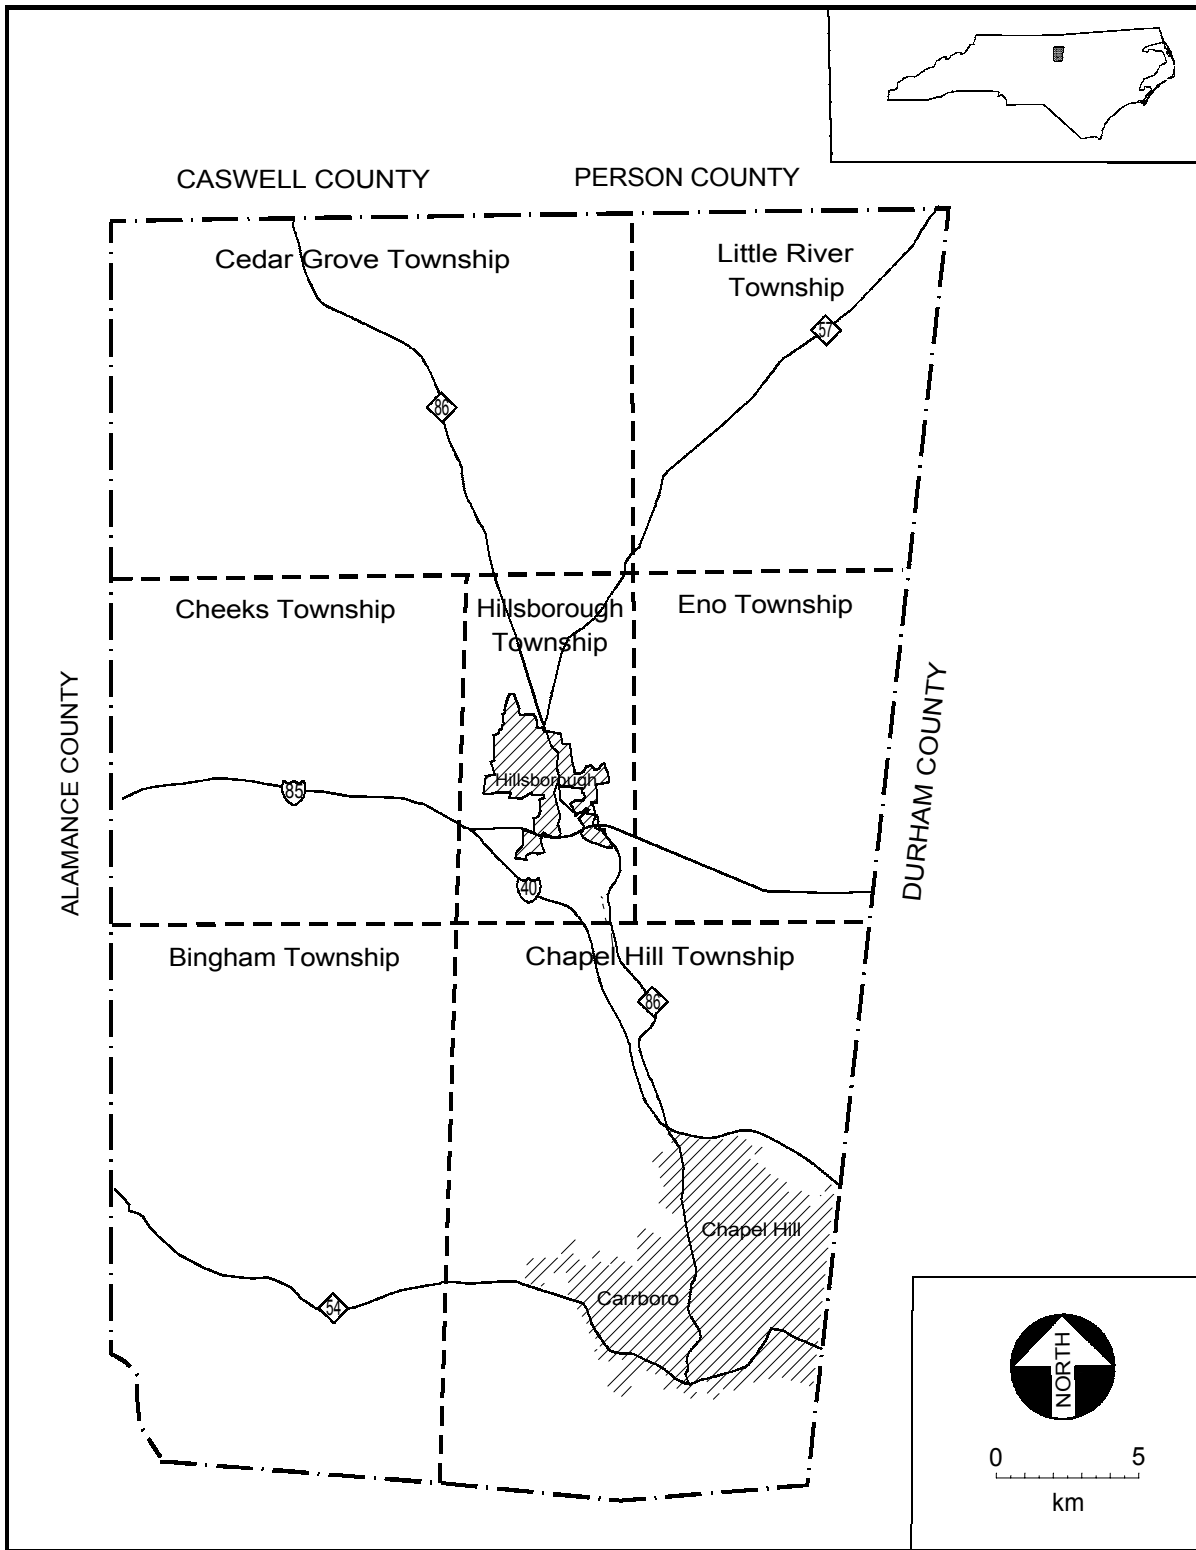 CASWELL COUNTY
PERSON COUNTY
Cedar Grove Township
Little River
Township
57
86
Cheeks Township
Hillsborough
Township
Eno Township
ALAMANCE COUNTY
DURHAM COUNTY
Hillsborough
85
40
Bingham Township
Chapel Hill Township
86
Chapel Hill
Carrboro
54
NORTH
0 5
km